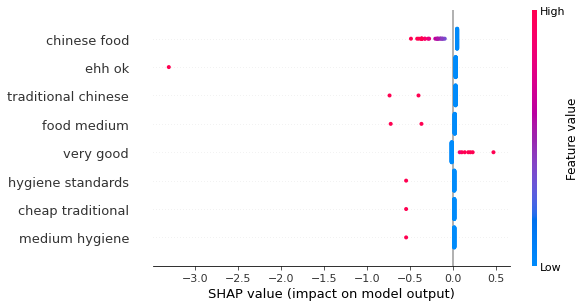 High
chinese food
ehh ok
traditional chinese
food medium
very good
hygiene standards
cheap traditional
medium hygiene
Feature value
Low
−3.0 −2.5 −2.0 −1.5 −1.0 −0.5 0.0 0.5
SHAP value (impact on model output)